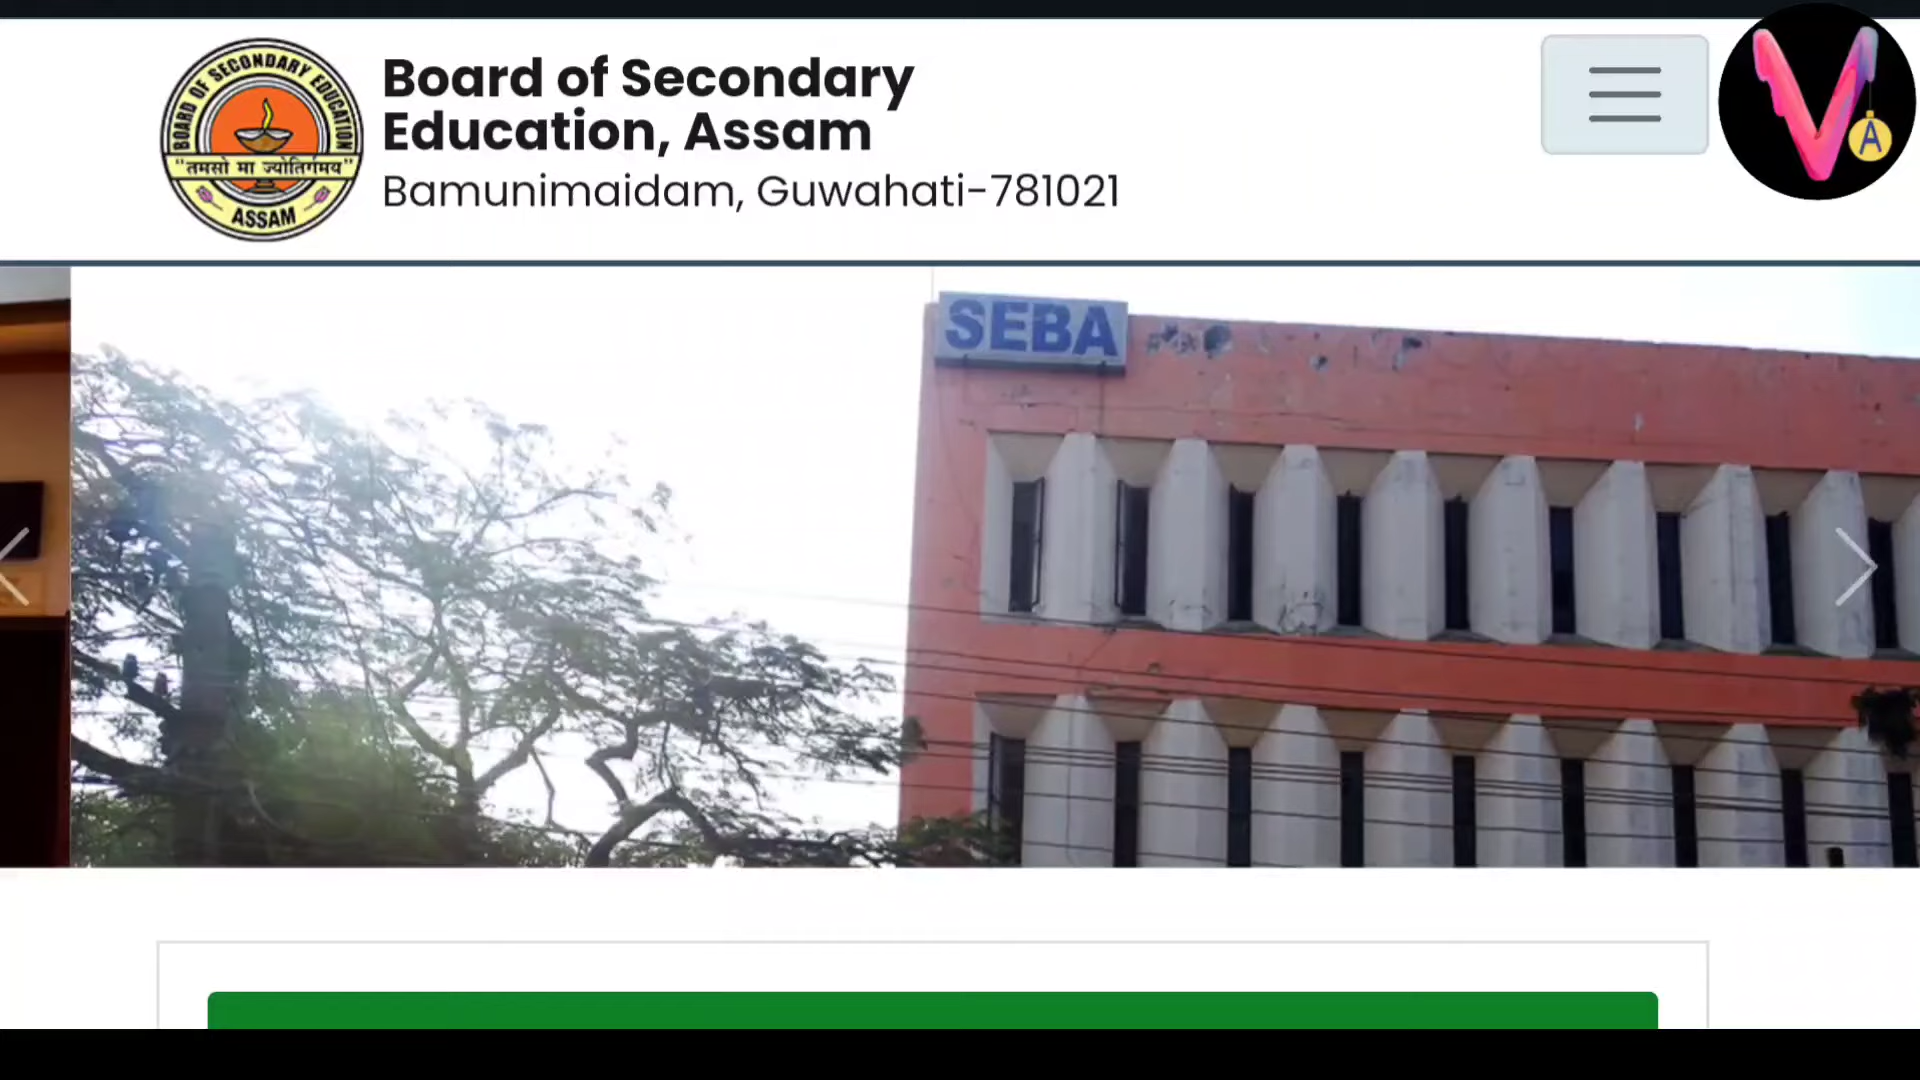 BOARD OF SECONDARY EDUCATION
"तमसो मा ज्योतिर्गमय"
ASSAM
Board of Secondary
Education, Assam
Bamunimaidam, Guwahati-781021
V
A
SEBA